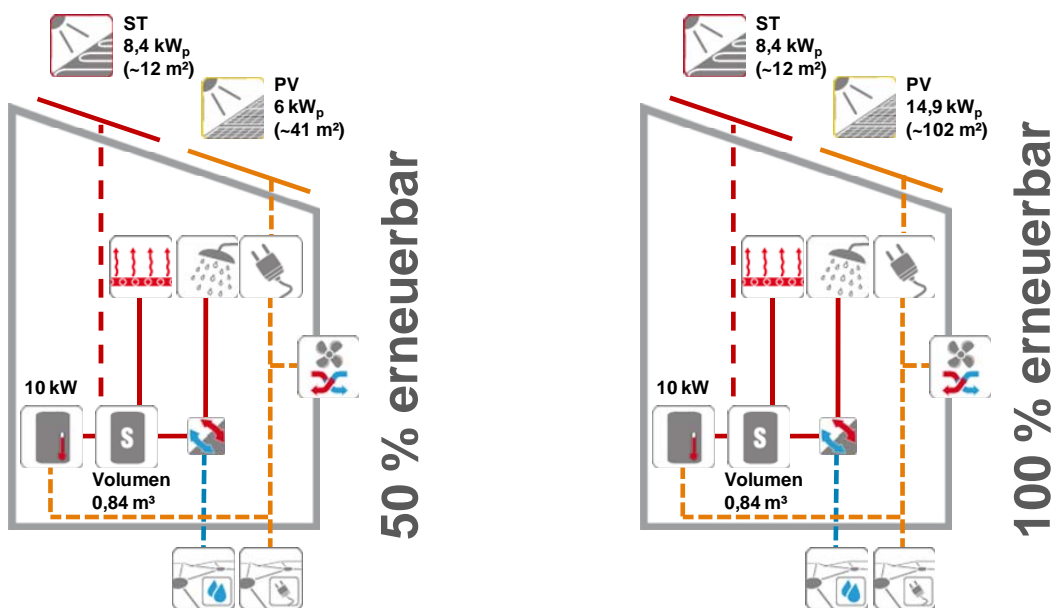 ST
8,4 kWp
(~12 m²)
PV
6 kWp
(~41 m²)
10 kW
S
Volumen
0,84 m³
50 % erneuerbar
ST
8,4 kWp
(~12 m²)
PV
14,9 kWp
(~102 m²)
10 kW
S
Volumen
0,84 m³
100 % erneuerbar